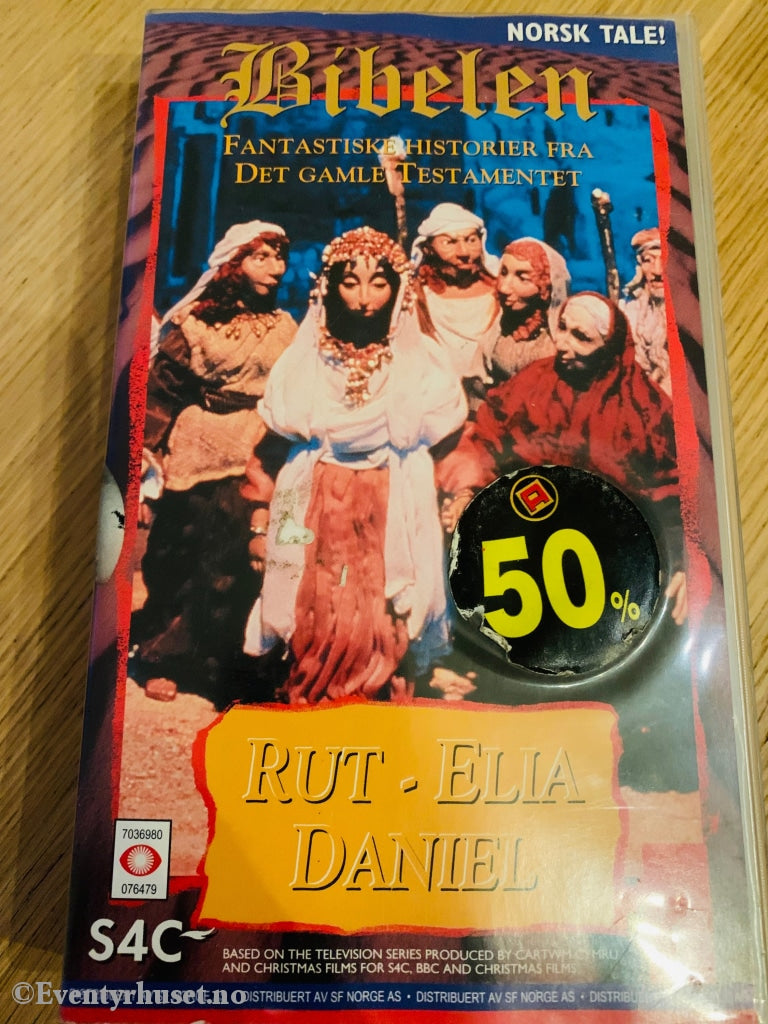 NORSK TALE!
Bibelen
FANTASTISKE HISTORIER FRA
DET GAMLE TESTAMENTET
50%
RUT - ELIA
DANIEL
7036980
076479
S4C
BASED ON THE TELEVISION SERIES PRODUCED BY CARTWN CYMRU
AND CHRISTMAS FILMS FOR S4C, BBC AND CHRISTMAS FILMS
©Eventyrhuset.no
DISTRIBUERT AV SF NORGE AS • DISTRIBUERT AV SF NORGE AS •